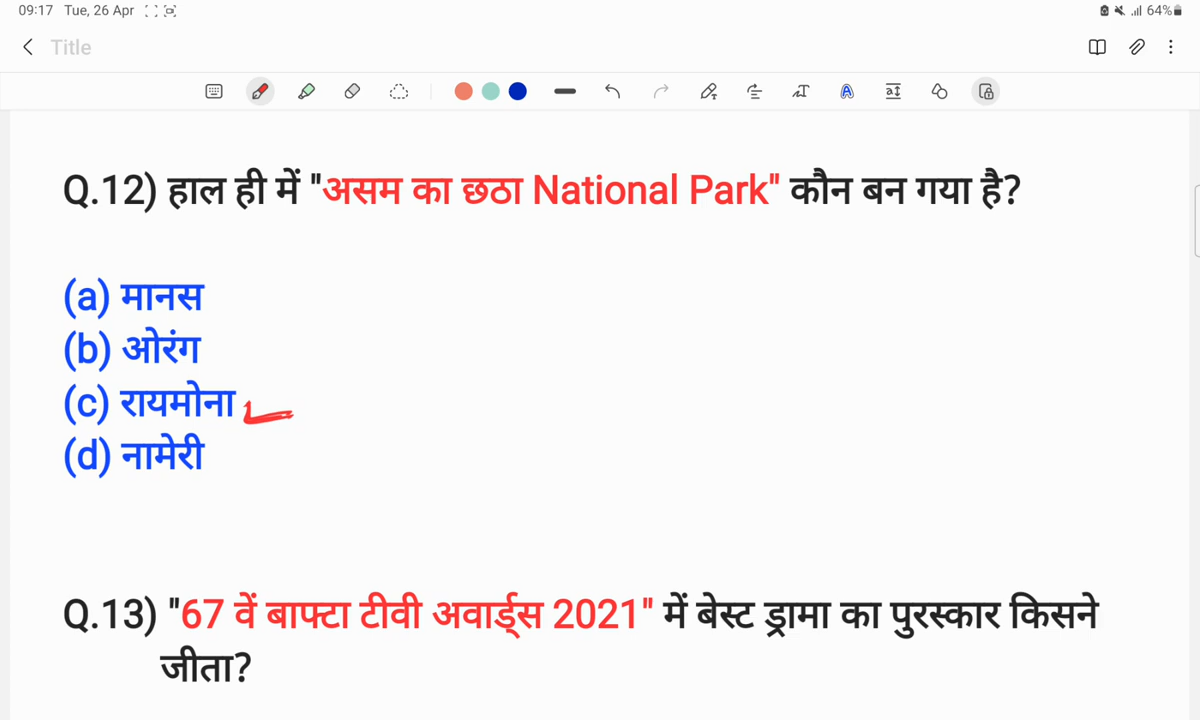 09:17 Tue, 26 Apr 64%
Title
Q.12) हाल ही में "असम का छठा National Park" कौन बन गया है?
(a) मानस
(b) ओरंग
(c) रायमोना
(d) नामेरी
Q.13) "67 वें बाफ्टा टीवी अवार्ड्स 2021" में बेस्ट ड्रामा का पुरस्कार किसने
जीता?